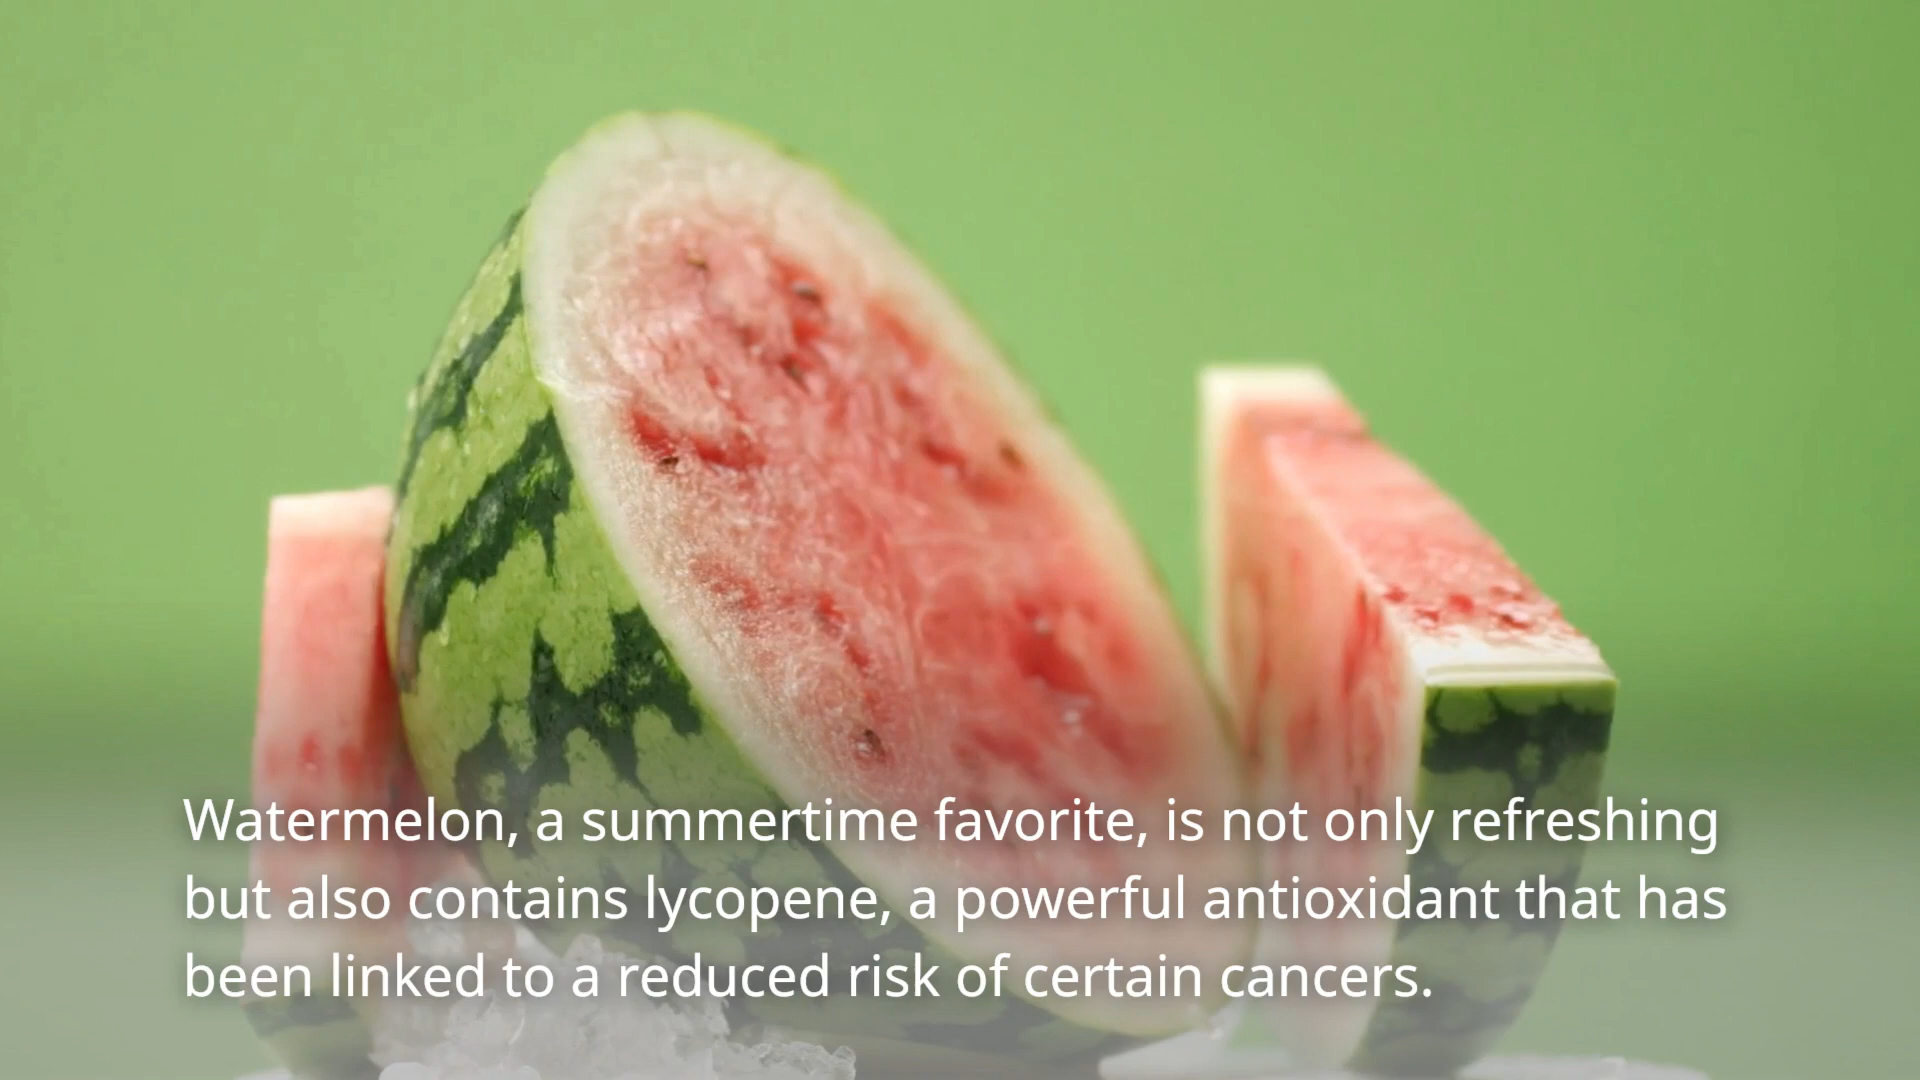 Watermelon, a summertime favorite, is not only refreshing
but also contains lycopene, a powerful antioxidant that has
been linked to a reduced risk of certain cancers.